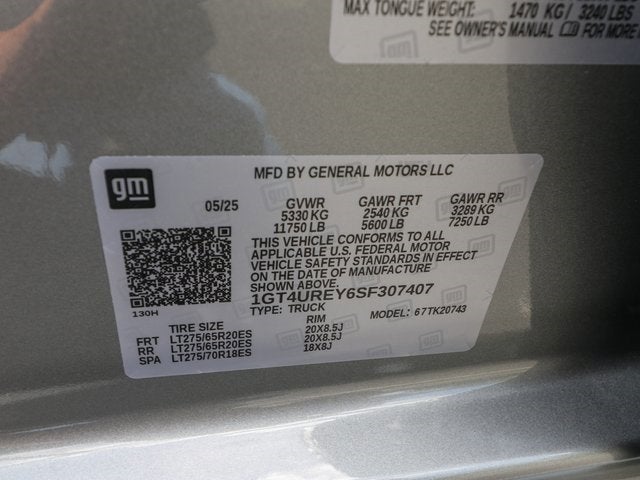 MAX TONGUE WEIGHT: 1470 KG / 3240 LBS
SEE OWNER'S MANUAL FOR MORE
gm
MFD BY GENERAL MOTORS LLC
05/25 GVWR GAWR FRT GAWR RR
5330 KG 2540 KG 3289 KG
11750 LB 5600 LB 7250 LB
THIS VEHICLE CONFORMS TO ALL
APPLICABLE U.S. FEDERAL MOTOR
VEHICLE SAFETY STANDARDS IN EFFECT
ON THE DATE OF MANUFACTURE
SHOWN ABOVE.
1GT4UREY6SF307407
TYPE: TRUCK MODEL: 67TK20743
130H
TIRE SIZE RIM
FRT LT275/65R20ES 20X8.5J
RR LT275/65R20ES 20X8.5J
SPA LT275/70R18ES 18X8J